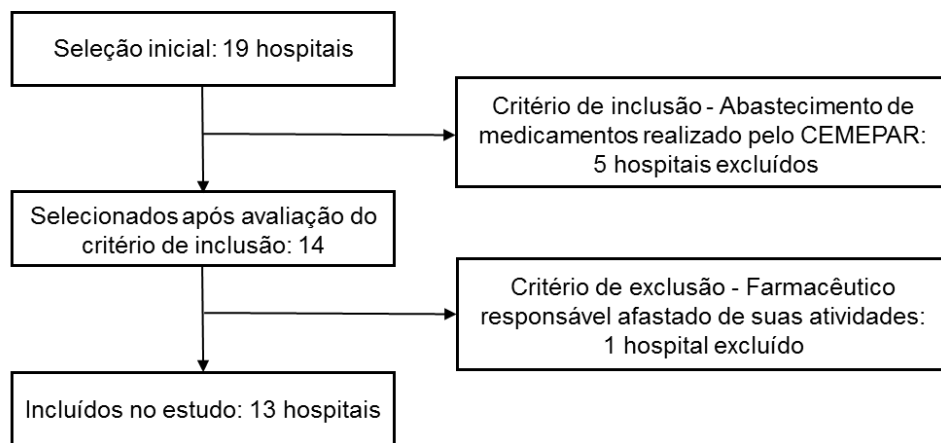 Seleção inicial: 19 hospitais
Critério de inclusão - Abastecimento de
medicamentos realizado pelo CEMEPAR:
5 hospitais excluídos
Selecionados após avaliação do
critério de inclusão: 14
Critério de exclusão - Farmacêutico
responsável afastado de suas atividades:
1 hospital excluído
Incluídos no estudo: 13 hospitais